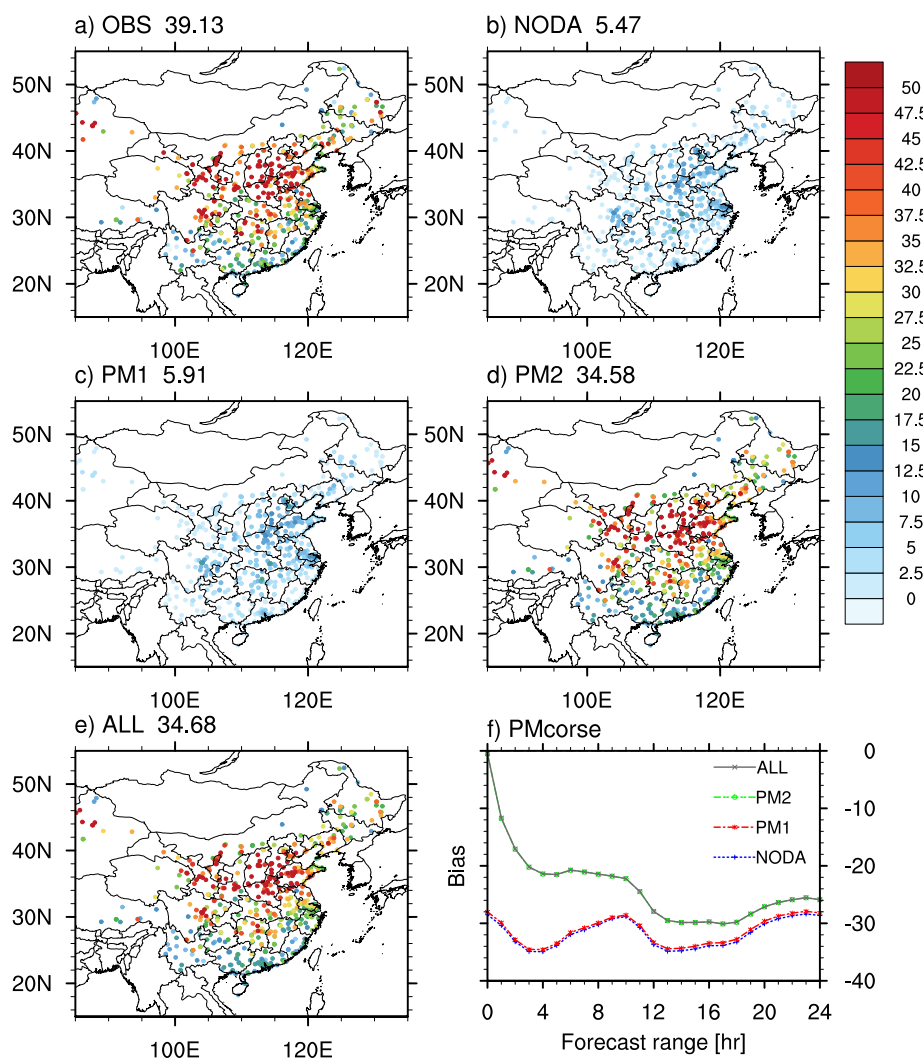 a) OBS 39.13
b) NODA 5.47
50N
40N
30N
20N
100E 120E
50N
40N
30N
20N
100E 120E
50
47.5
45
42.5
40
37.5
35
32.5
30
27.5
25
22.5
20
17.5
15
12.5
10
7.5
5
2.5
0
c) PM1 5.91
d) PM2 34.58
50N
40N
30N
20N
100E 120E
50N
40N
30N
20N
100E 120E
e) ALL 34.68
f) PMcorse
50N
40N
30N
20N
100E 120E
ALL
PM2
PM1
NODA
Bias
0
-10
-20
-30
-40
0 4 8 12 16 20 24
Forecast range [hr]